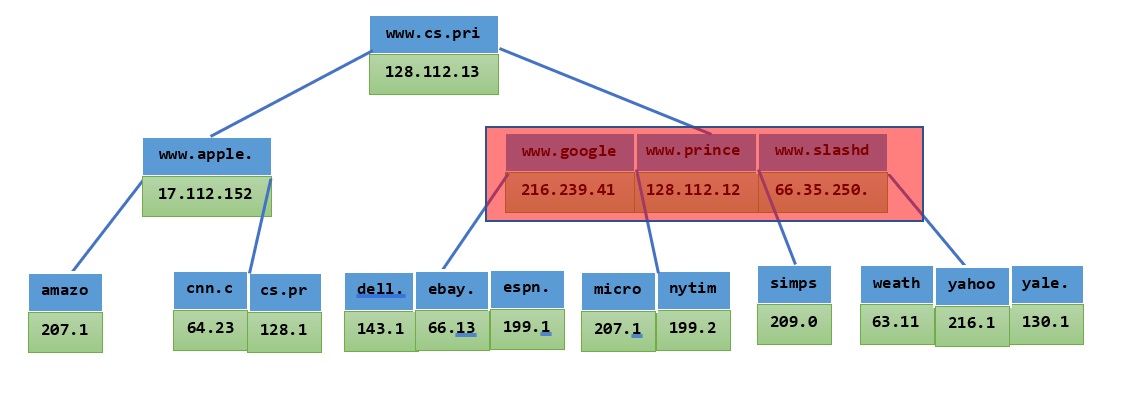 www.cs.pri
128.112.13
www.apple.
17.112.152
www.google www.prince www.slashd
216.239.41 128.112.12 66.35.250.
amazo
207.1
cnn.c cs.pr
64.23 128.1
dell. ebay. espn.
143.1 66.13 199.1
micro nytim
207.1 199.2
simps
209.0
weath yahoo yale.
63.11 216.1 130.1